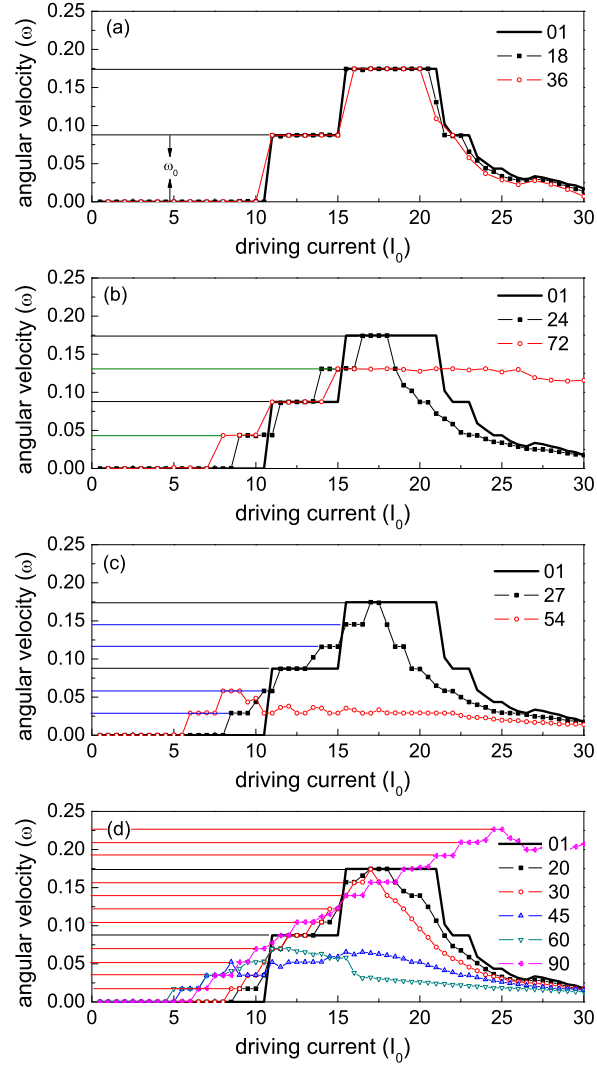 (a)
01
18
36
ω₀
0.25
0.20
0.15
0.10
0.05
0.00
angular velocity (ω)
0 5 10 15 20 25 30
driving current (I₀)
(b)
01
24
72
0.25
0.20
0.15
0.10
0.05
0.00
angular velocity (ω)
0 5 10 15 20 25 30
driving current (I₀)
(c)
01
27
54
0.25
0.20
0.15
0.10
0.05
0.00
angular velocity (ω)
0 5 10 15 20 25 30
driving current (I₀)
(d)
01
20
30
45
60
90
0.25
0.20
0.15
0.10
0.05
0.00
angular velocity (ω)
0 5 10 15 20 25 30
driving current (I₀)